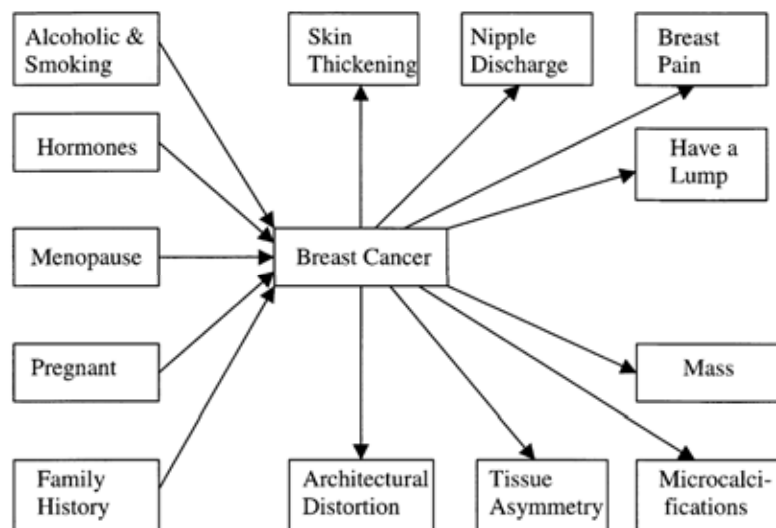 Alcoholic &
Smoking
Skin
Thickening
Nipple
Discharge
Breast
Pain
Hormones
Have a
Lump
Menopause
Breast Cancer
Pregnant
Mass
Family
History
Architectural
Distortion
Tissue
Asymmetry
Microcalci-
fications